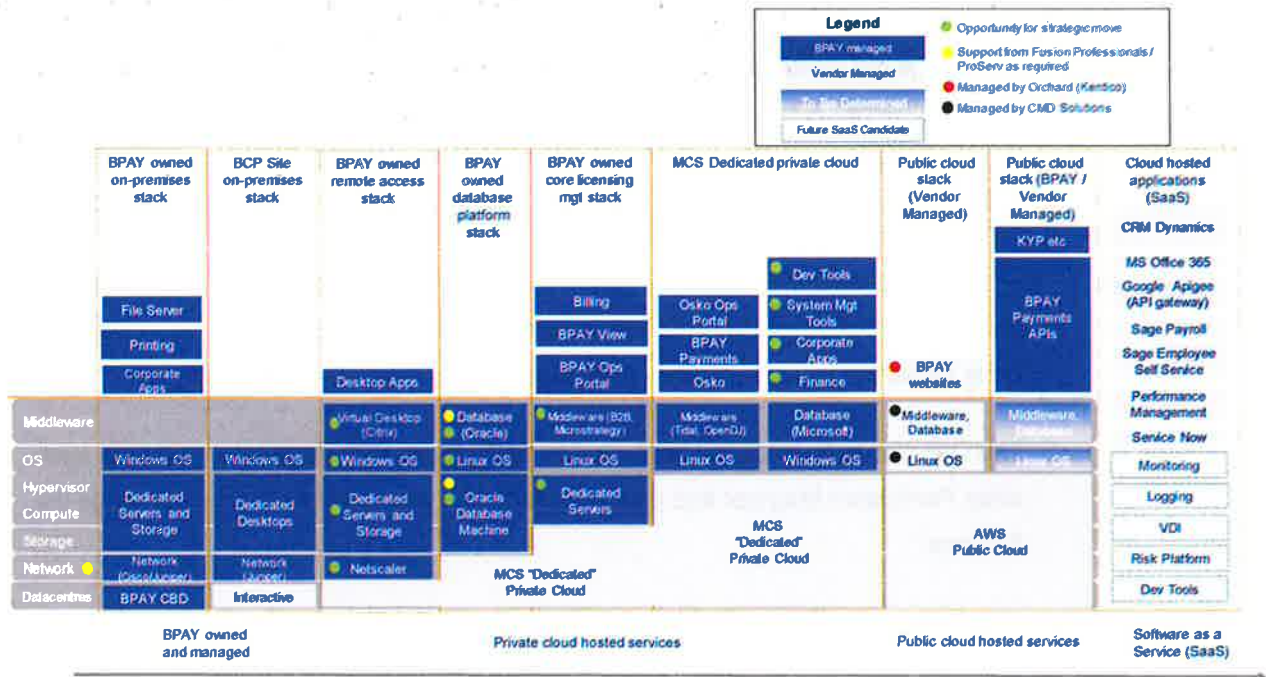 Legend
BPAY managed
Vendor Managed
To Be Determined
Future SaaS Candidate
Opportunity for strategic move
Support from Fusion Professionals /
ProServ as required
Managed by Orchard (Kentico)
Managed by CMD Solutions
BPAY owned
on-premises
stack
BCP Site
on-premises
stack
BPAY owned
remote access
stack
BPAY
owned
database
platform
stack
BPAY owned
core licensing
mgt stack
MCS Dedicated private cloud
Public cloud
stack
(Vendor
Managed)
Public cloud
stack (BPAY /
Vendor
Managed)
Cloud hosted
applications
(SaaS)
File Server
Printing
Corporate
Apps
Desktop Apps
Billing
BPAY View
BPAY Ops
Portal
Osko Ops
Portal
BPAY
Payments
Osko
Dev Tools
System Mgt
Tools
Corporate
Apps
Finance
BPAY
websites
KYP etc
BPAY
Payments
APIs
CRM Dynamics
MS Office 365
Google Apigee
(API gateway)
Sage Payroll
Sage Employee
Self Service
Performance
Management
Service Now
Monitoring
Logging
VDI
Risk Platform
Dev Tools
Middleware
Virtual Desktop
(Citrix)
Database
(Oracle)
Middleware (B2B,
Microstrategy)
Middleware
(Tidal, OpenDJ)
Database
(Microsoft)
Middleware,
Database
Middleware,
Database
OS
Windows OS
Windows OS
Windows OS
Linux OS
Linux OS
Linux OS
Windows OS
Linux OS
Linux OS
Hypervisor
Compute
Storage
Dedicated
Servers and
Storage
Dedicated
Desktops
Dedicated
Servers and
Storage
Oracle
Database
Machine
Dedicated
Servers
MCS
"Dedicated"
Private Cloud
AWS
Public Cloud
Network
Network
(Cisco/Juniper)
Network
(Juniper)
Netscaler
MCS "Dedicated"
Private Cloud
Datacentres
BPAY CBD
Interactive
BPAY owned
and managed
Private cloud hosted services
Public cloud hosted services
Software as a
Service (SaaS)